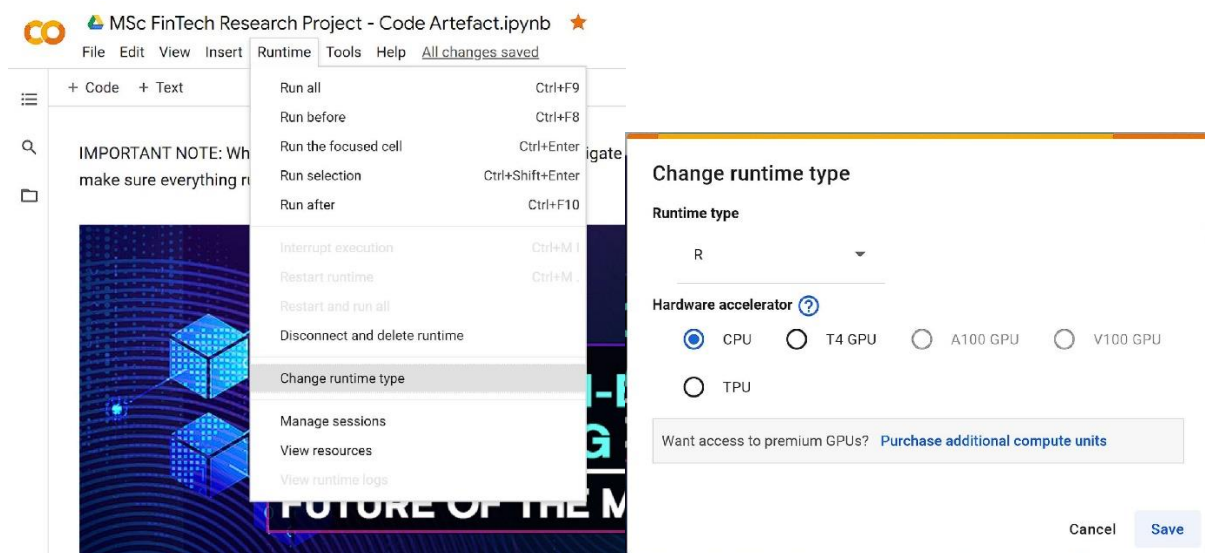 MSc FinTech Research Project - Code Artefact.ipynb
File Edit View Insert Runtime Tools Help All changes saved
+ Code + Text
IMPORTANT NOTE: Wh
make sure everything
Run all Ctrl+F9
Run before Ctrl+F8
Run the focused cell Ctrl+Enter
Run selection Ctrl+Shift+Enter
Run after Ctrl+F10
Interrupt execution Ctrl+M I
Restart runtime Ctrl+M .
Restart and run all
Disconnect and delete runtime
Change runtime type
Manage sessions
View resources
View runtime logs
igate
FUTURE OF THE M
Change runtime type
Runtime type
R
Hardware accelerator ?
CPU T4 GPU A100 GPU V100 GPU
TPU
Want access to premium GPUs? Purchase additional compute units
Cancel Save